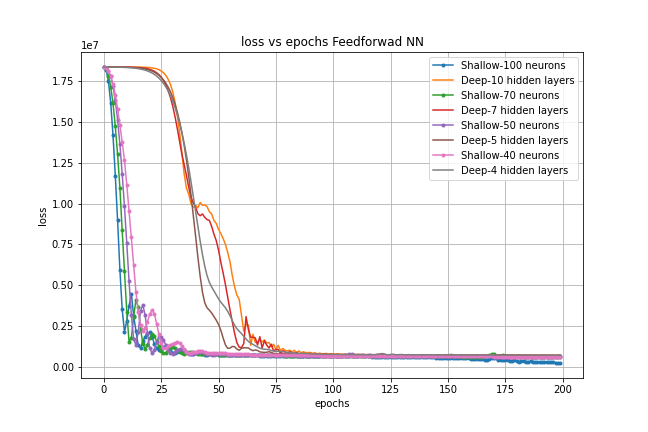 loss vs epochs Feedforwad NN
1e7
Shallow-100 neurons
Deep-10 hidden layers
Shallow-70 neurons
Deep-7 hidden layers
Shallow-50 neurons
Deep-5 hidden layers
Shallow-40 neurons
Deep-4 hidden layers
1.75
1.50
1.25
1.00
0.75
0.50
0.25
0.00
loss
0 25 50 75 100 125 150 175 200
epochs